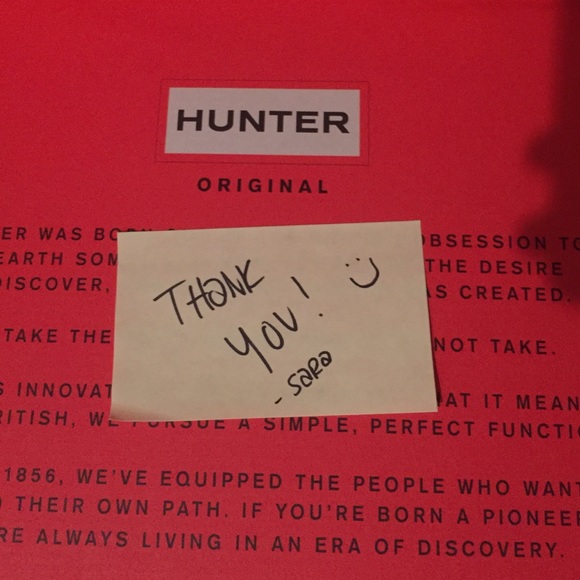 HUNTER
ORIGINAL
ER WAS OBSESSION TO
EARTH THE DESIRE
DISCOVER, AS CREATED.
THANK
YOU!
- SARA
TAKE THE NOT TAKE.
S INNOVAT AT IT MEAN
RITISH, WE PURSUE A SIMPLE, PERFECT FUNCTI
1856, WE'VE EQUIPPED THE PEOPLE WHO WANT
THEIR OWN PATH. IF YOU'RE BORN A PIONEE
RE ALWAYS LIVING IN AN ERA OF DISCOVERY.